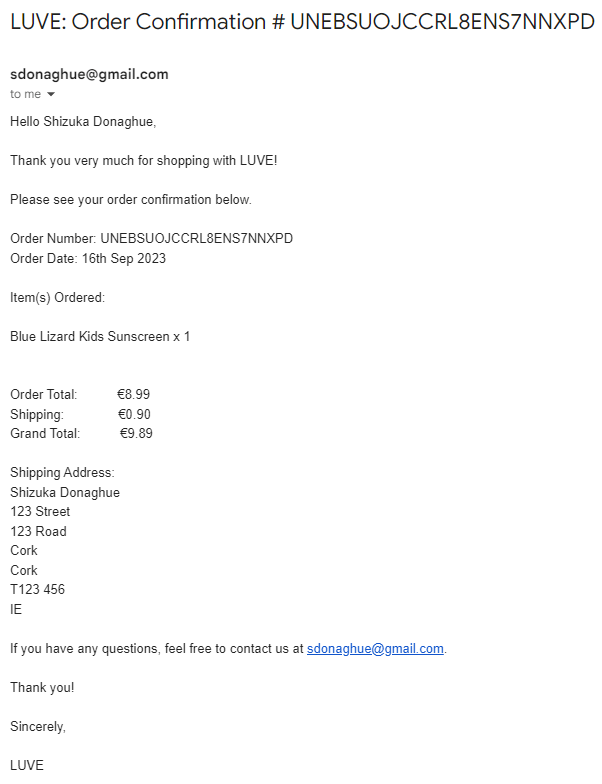 LUVE: Order Confirmation # UNEBSUOJCCRL8ENS7NNXPD
sdonaghue@gmail.com
to me
Hello Shizuka Donaghue,
Thank you very much for shopping with LUVE!
Please see your order confirmation below.
Order Number: UNEBSUOJCCRL8ENS7NNXPD
Order Date: 16th Sep 2023
Item(s) Ordered:
Blue Lizard Kids Sunscreen x 1
Order Total: €8.99
Shipping: €0.90
Grand Total: €9.89
Shipping Address:
Shizuka Donaghue
123 Street
123 Road
Cork
Cork
T123 456
IE
If you have any questions, feel free to contact us at sdonaghue@gmail.com.
Thank you!
Sincerely,
LUVE